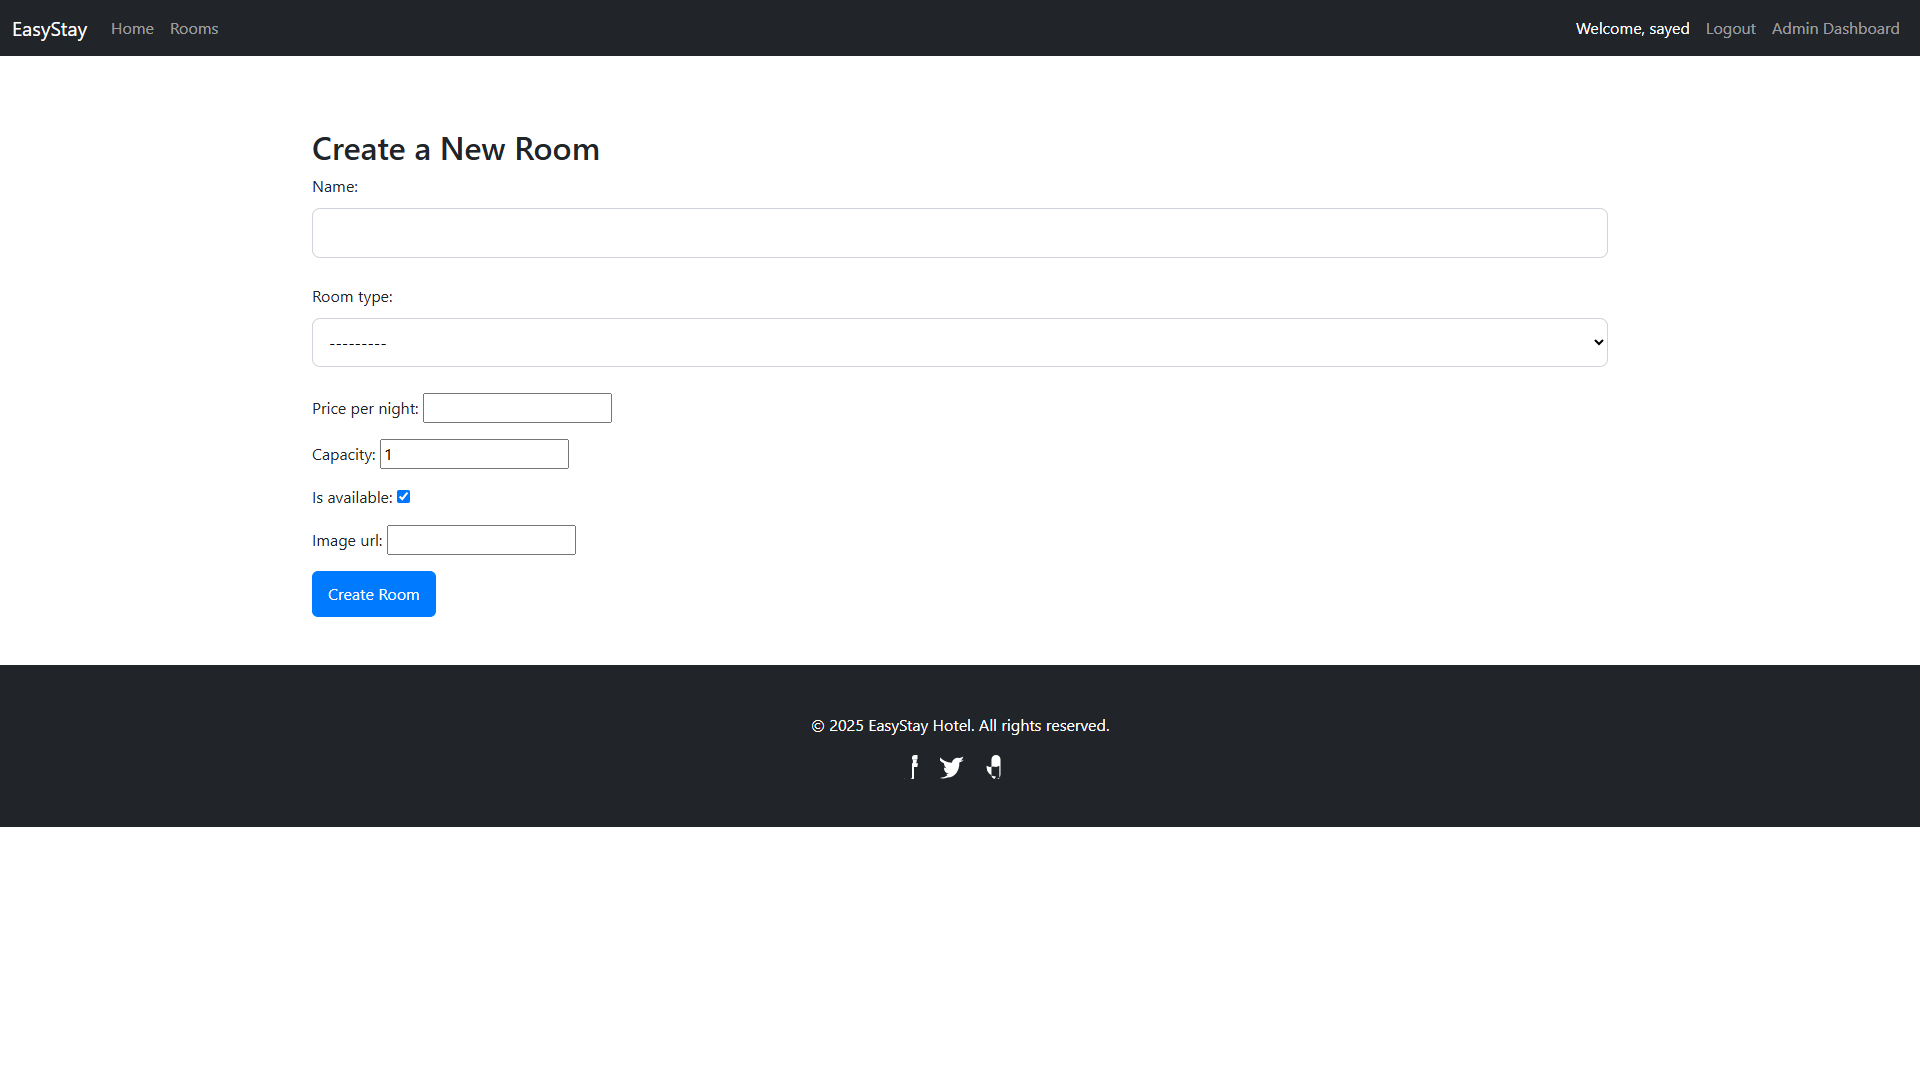 EasyStay Home Rooms Welcome, sayed Logout Admin Dashboard
Create a New Room
Name:
Room type:
---------
Price per night:
Capacity: 1
Is available:
Image url:
Create Room
© 2025 EasyStay Hotel. All rights reserved.